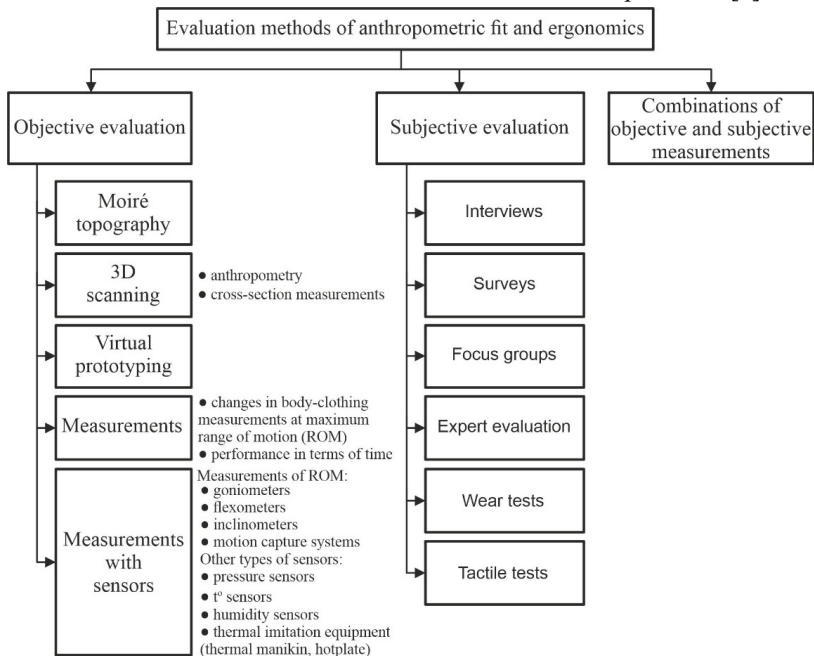 Evaluation methods of anthropometric fit and ergonomics
Objective evaluation
Moiré
topography
3D
scanning
● anthropometry
● cross-section measurements
Virtual
prototyping
Measurements
● changes in body-clothing
measurements at maximum
range of motion (ROM)
● performance in terms of time
Measurements
with
sensors
Measurements of ROM:
● goniometers
● flexometers
● inclinometers
● motion capture systems
Other types of sensors:
● pressure sensors
● tº sensors
● humidity sensors
● thermal imitation equipment
(thermal manikin, hotplate)
Subjective evaluation
Interviews
Surveys
Focus groups
Expert evaluation
Wear tests
Tactile tests
Combinations of
objective and subjective
measurements